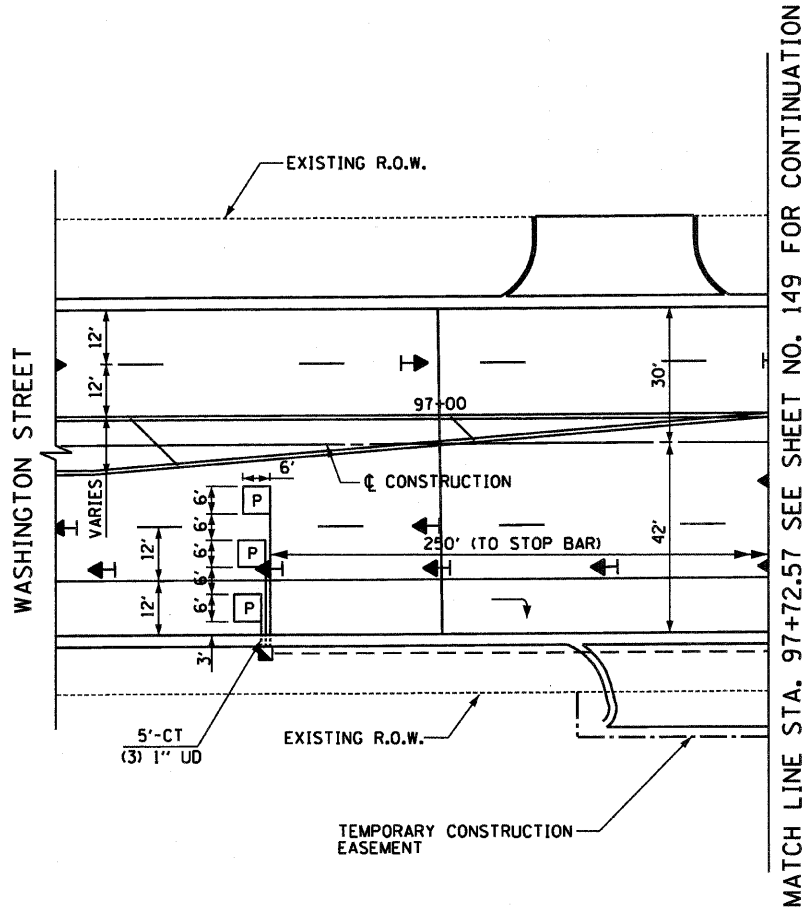 EXISTING R.O.W.
MATCH LINE STA. 97+72.57 SEE SHEET NO. 149 FOR CONTINUATION
WASHINGTON STREET
12'
12'
30'
97+00
VARIES
6'
℄ CONSTRUCTION
P
6'
6'
42'
250' (TO STOP BAR)
P
6'
12'
6'
P
6'
12'
3'
5'-CT
(3) 1" UD
EXISTING R.O.W.
TEMPORARY CONSTRUCTION
EASEMENT